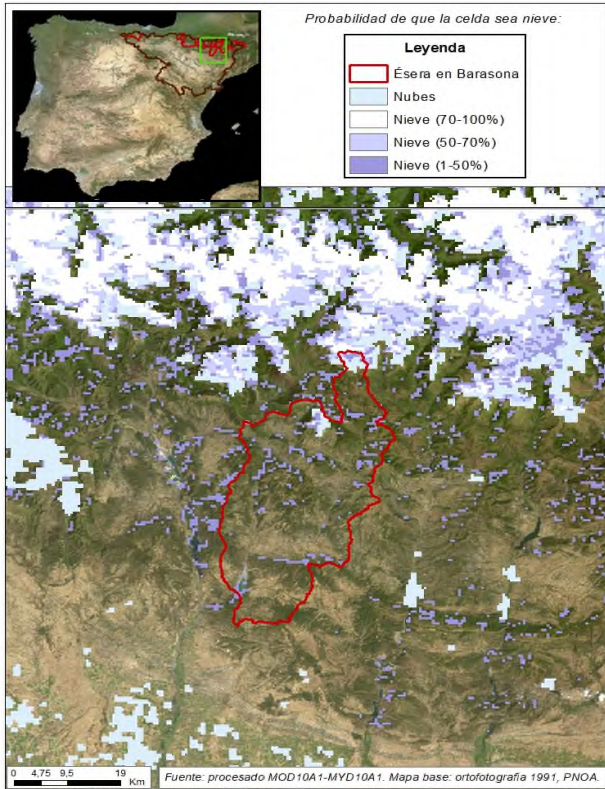 Probabilidad de que la celda sea nieve:
Leyenda
Ésera en Barasona
Nubes
Nieve (70-100%)
Nieve (50-70%)
Nieve (1-50%)
0 4,75 9,5 19
Km
Fuente: procesado MOD10A1-MYD10A1. Mapa base: ortofotografía 1991, PNOA.